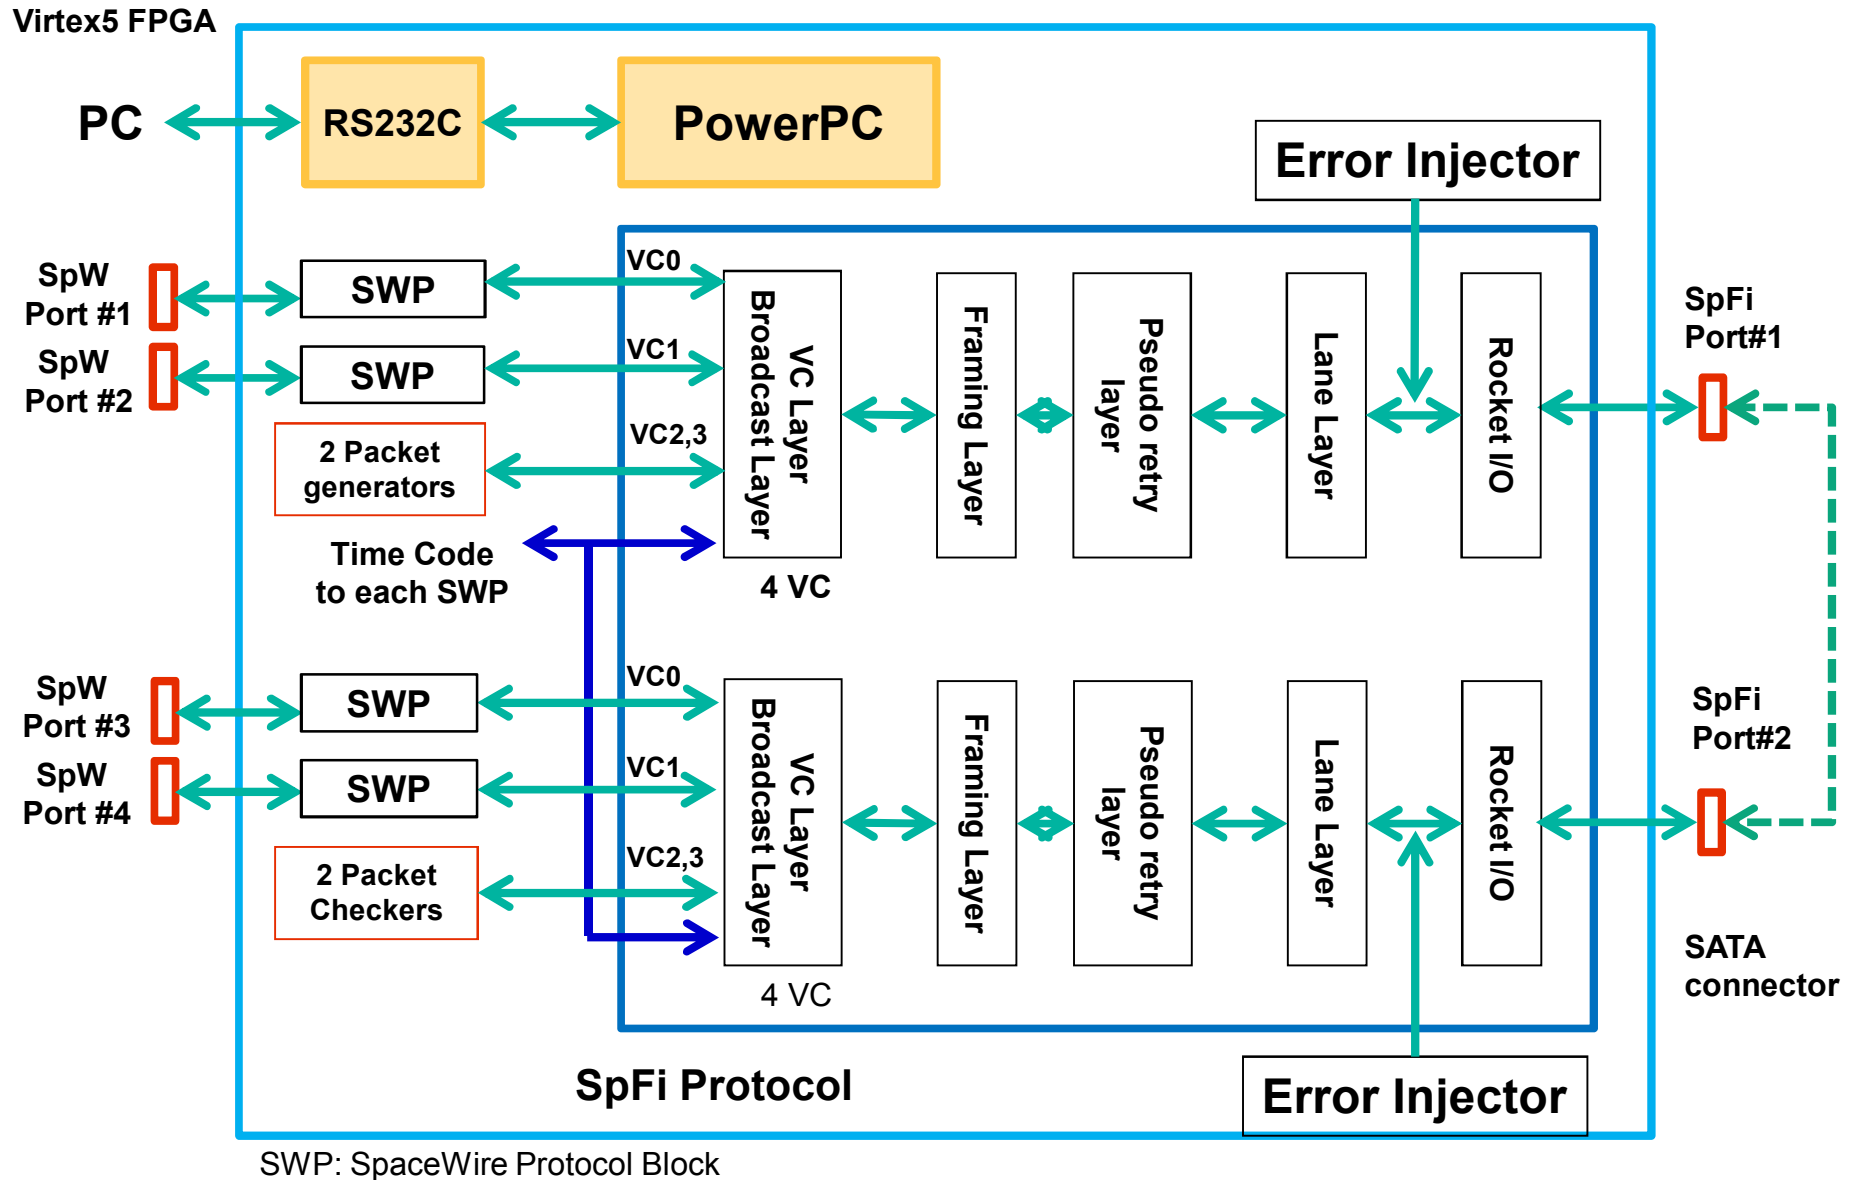 Virtex5 FPGA
PC
RS232C
PowerPC
Error Injector
SpW
Port #1
SWP
VC0
SpW
Port #2
SWP
VC1
2 Packet
generators
VC2,3
Time Code
to each SWP
VC Layer
Broadcast Layer
4 VC
Framing Layer
Pseudo retry
layer
Lane Layer
Rocket I/O
SpFi
Port#1
SpW
Port #3
SWP
VC0
SpW
Port #4
SWP
VC1
2 Packet
Checkers
VC2,3
VC Layer
Broadcast Layer
4 VC
Framing Layer
Pseudo retry
layer
Lane Layer
Rocket I/O
SpFi
Port#2
SATA
connector
SpFi Protocol
Error Injector
SWP: SpaceWire Protocol Block